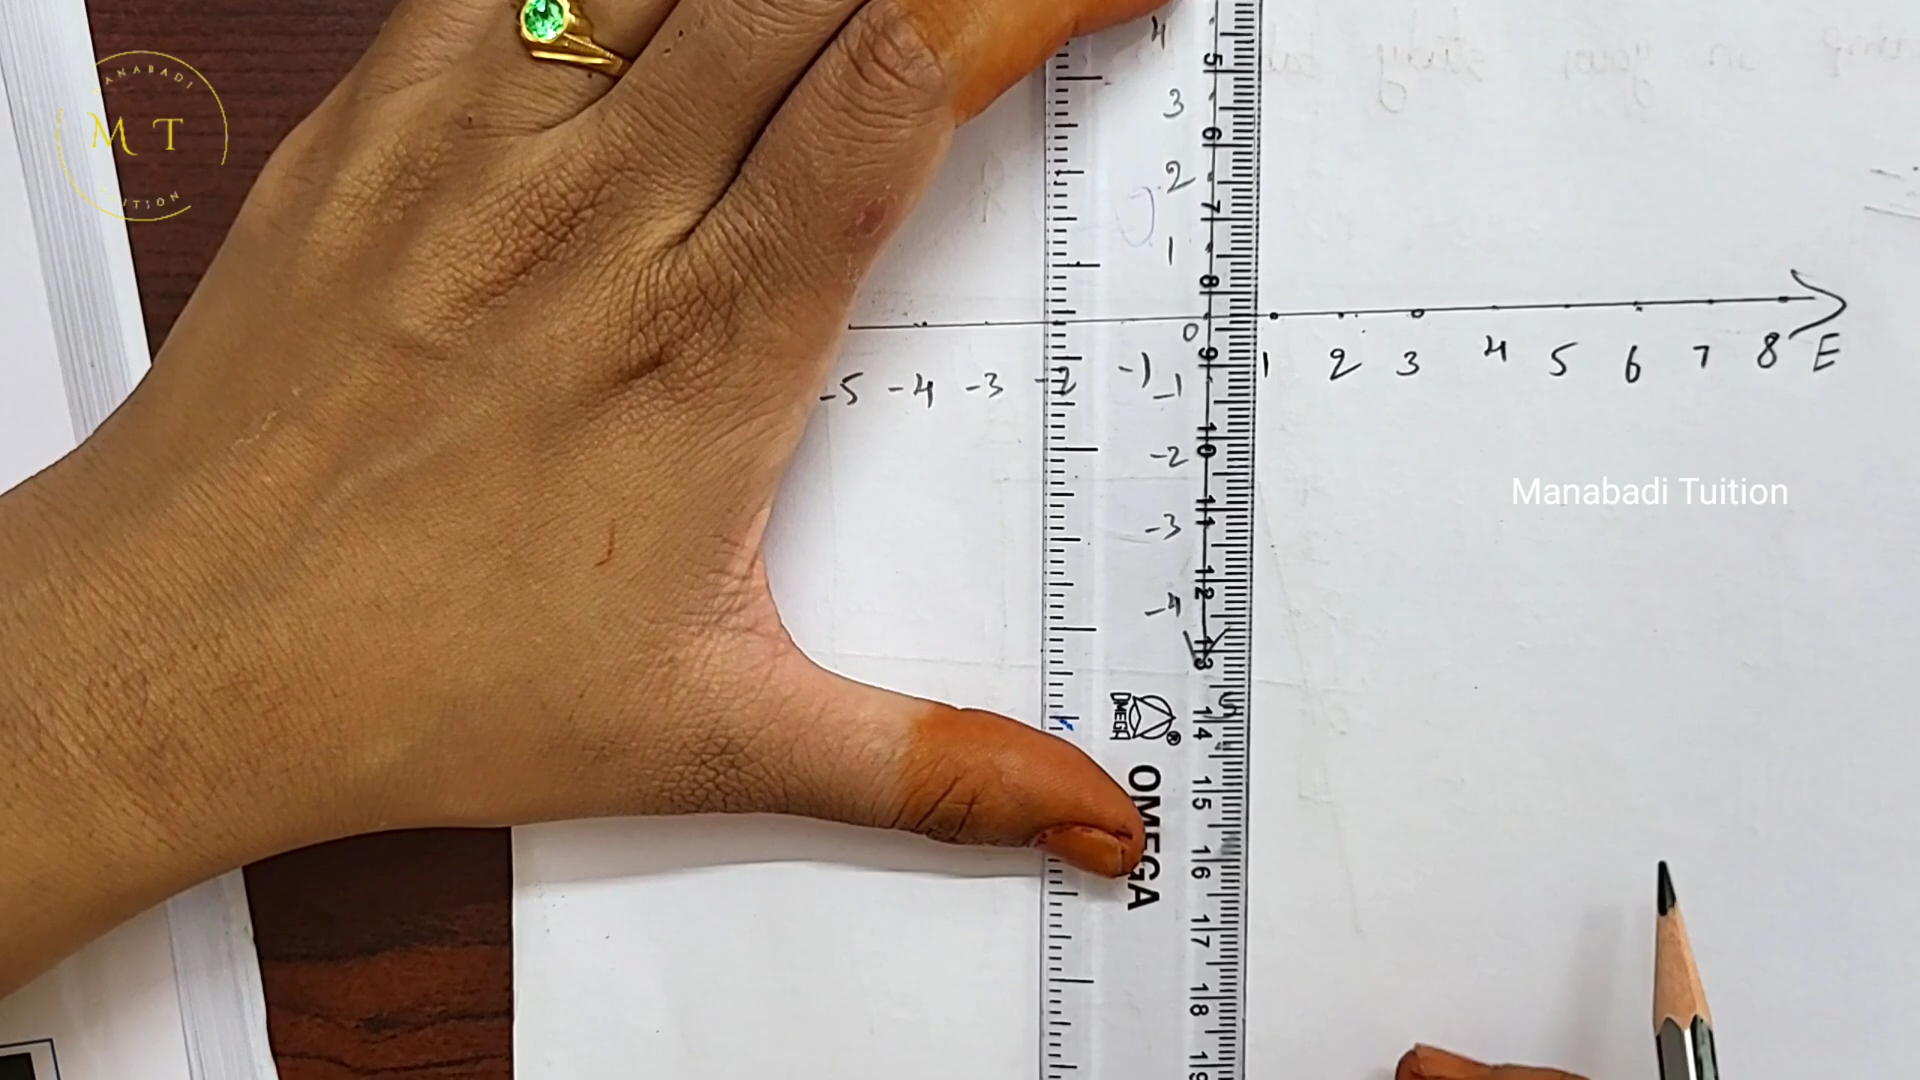 MANABADI
M T
TUITION
4
3
2
1
0
-5 -4 -3 -2 -1
1 2 3 4 5 6 7 8 E
-1
-2
-3
-4
S
5 6 7 8 9 10 11 12 13 14 15 16 17 18 19
OMEGA ®
OMEGA
Manabadi Tuition